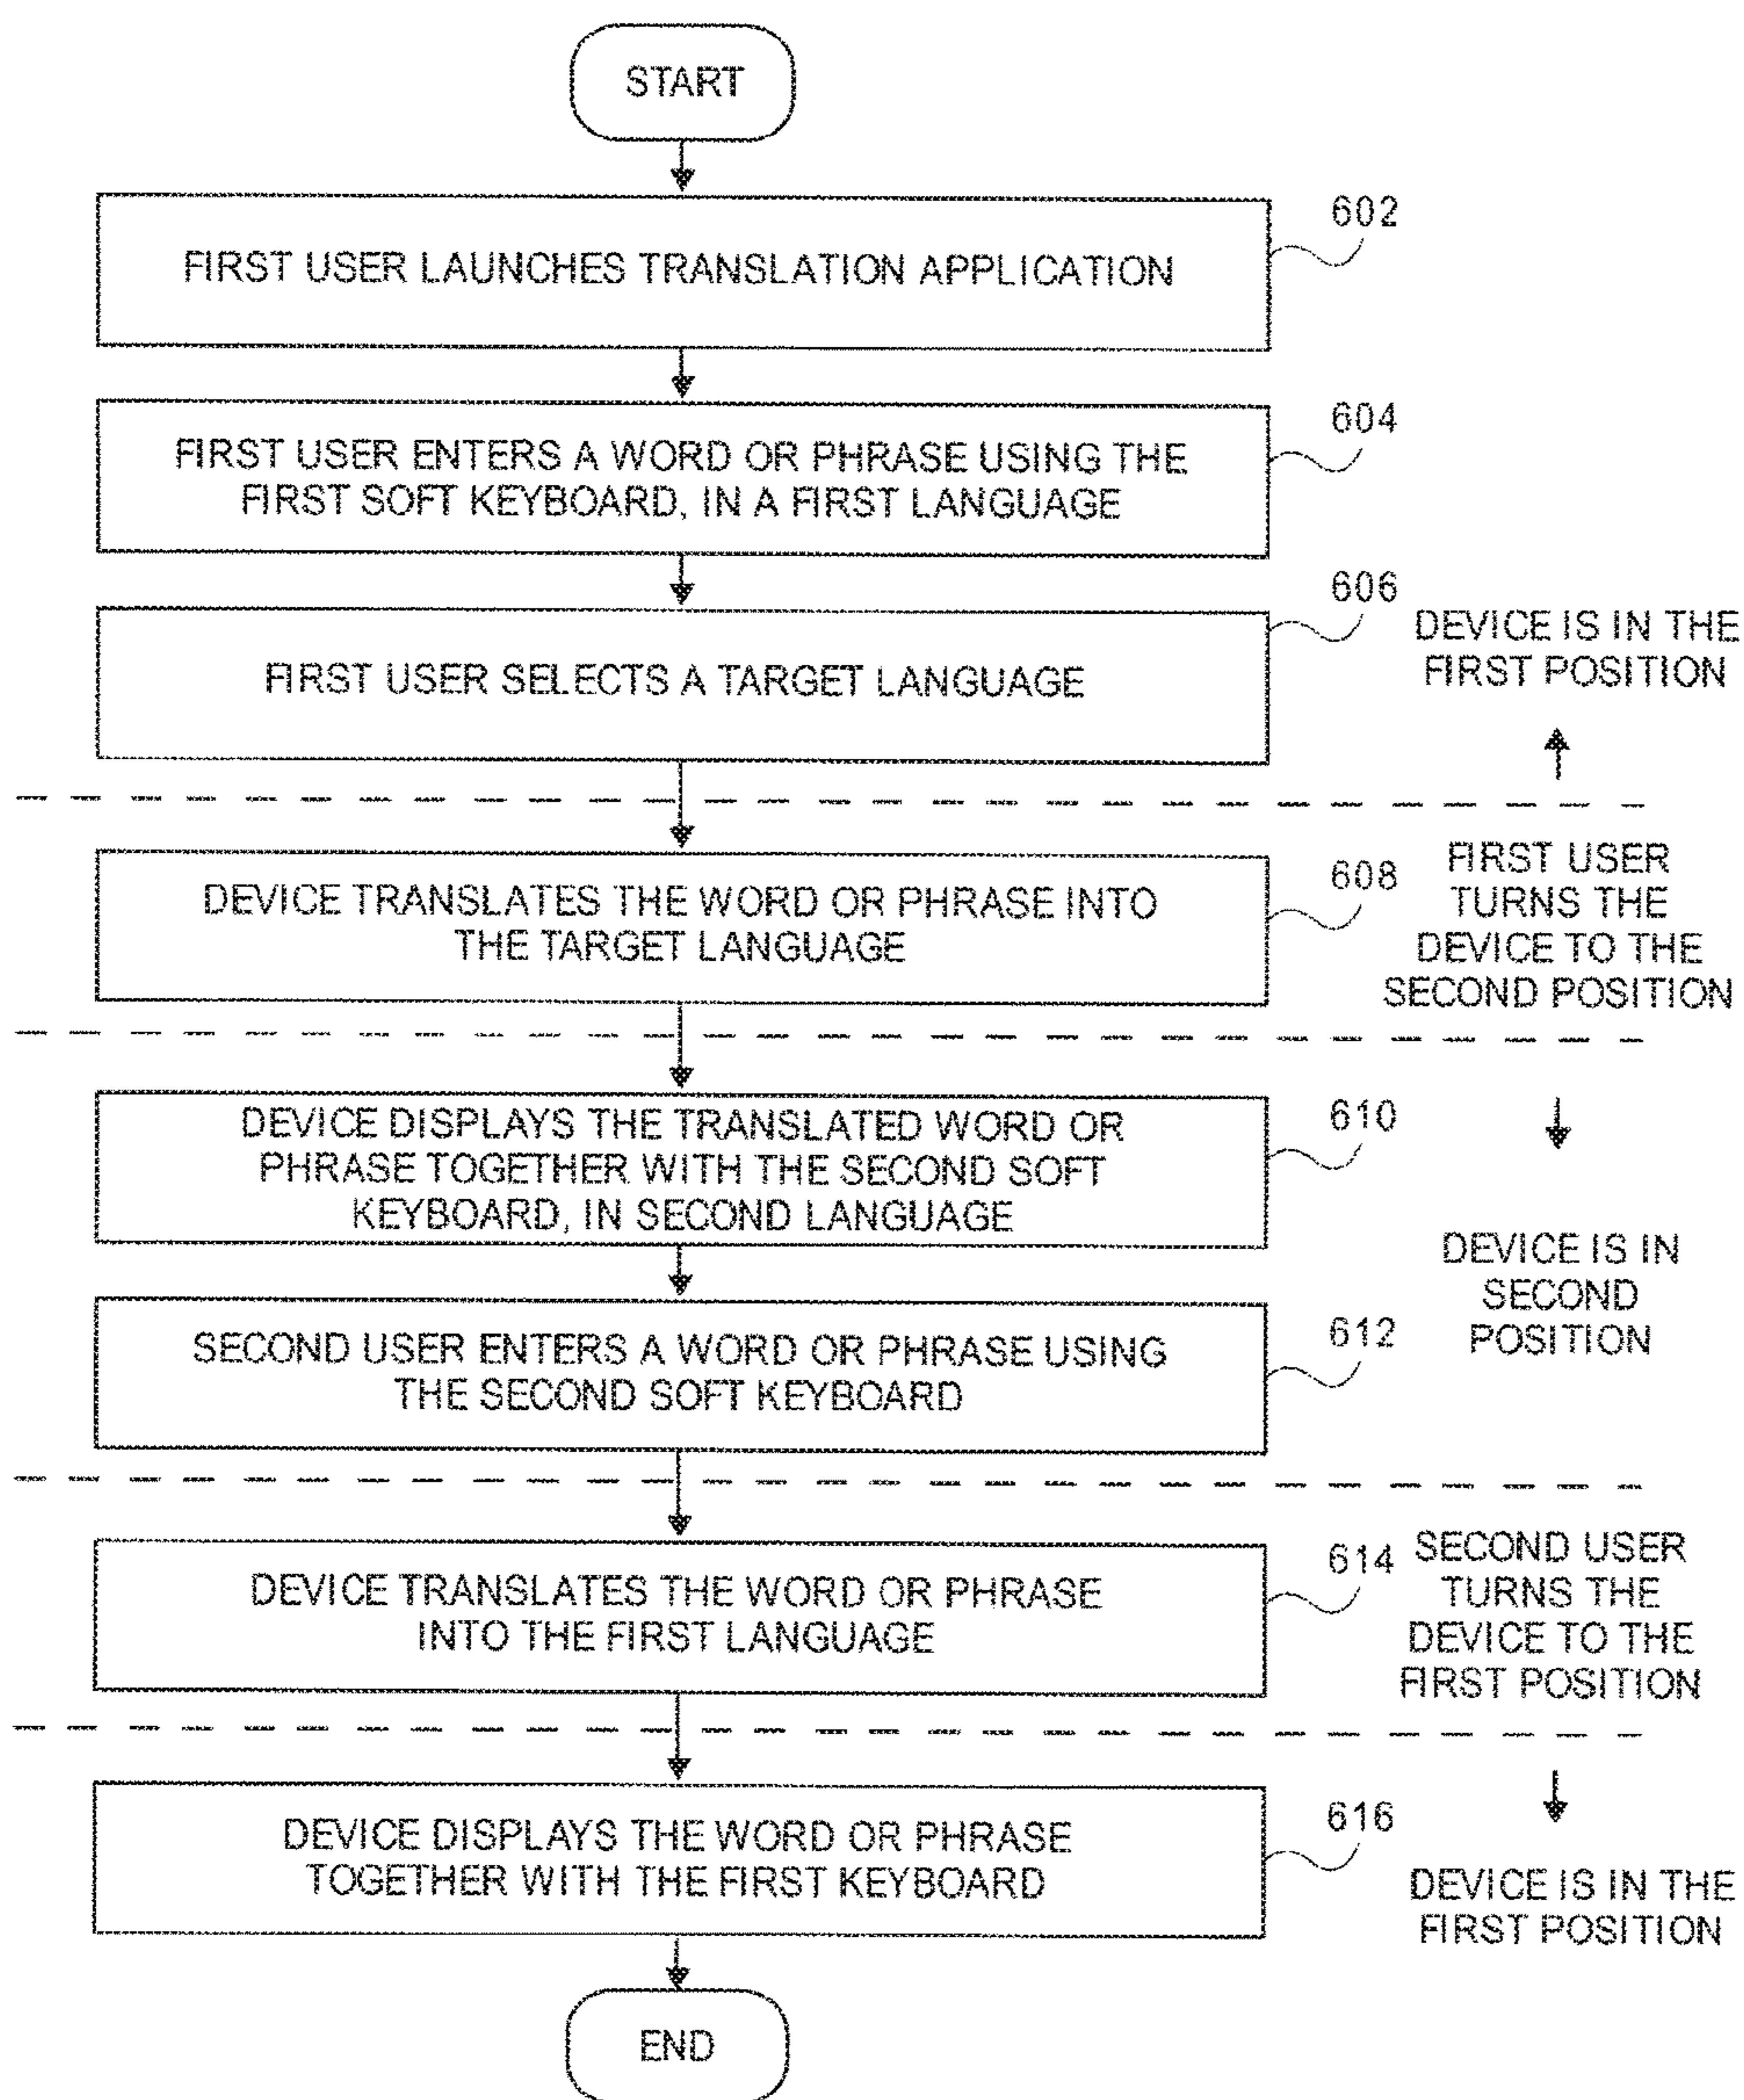 START
602
FIRST USER LAUNCHES TRANSLATION APPLICATION
604
FIRST USER ENTERS A WORD OR PHRASE USING THE
FIRST SOFT KEYBOARD, IN A FIRST LANGUAGE
606
FIRST USER SELECTS A TARGET LANGUAGE
DEVICE IS IN THE
FIRST POSITION
608
DEVICE TRANSLATES THE WORD OR PHRASE INTO
THE TARGET LANGUAGE
FIRST USER
TURNS THE
DEVICE TO THE
SECOND POSITION
610
DEVICE DISPLAYS THE TRANSLATED WORD OR
PHRASE TOGETHER WITH THE SECOND SOFT
KEYBOARD, IN SECOND LANGUAGE
DEVICE IS IN
SECOND
POSITION
612
SECOND USER ENTERS A WORD OR PHRASE USING
THE SECOND SOFT KEYBOARD
614
DEVICE TRANSLATES THE WORD OR PHRASE
INTO THE FIRST LANGUAGE
SECOND USER
TURNS THE
DEVICE TO THE
FIRST POSITION
616
DEVICE DISPLAYS THE WORD OR PHRASE
TOGETHER WITH THE FIRST KEYBOARD
DEVICE IS IN THE
FIRST POSITION
END